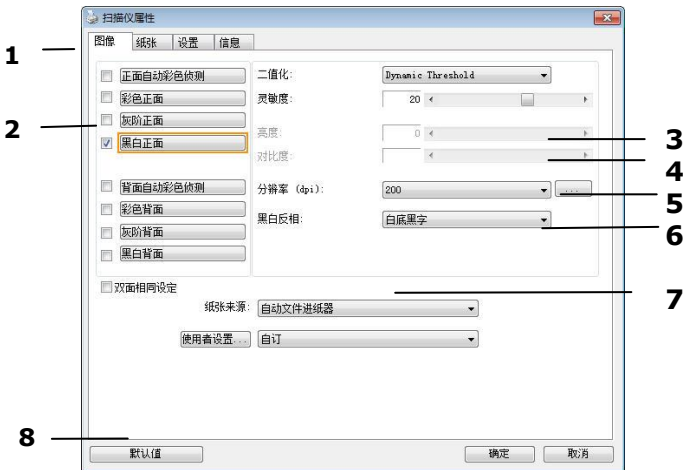 扫描仪属性
图像 纸张 设置 信息
1
正面自动彩色侦测 二值化: Dynamic Threshold
彩色正面 灵敏度: 20
2 灰阶正面
亮度: 0 3
黑白正面
对比度: 4
背面自动彩色侦测 分辨率 (dpi): 200 ... 5
彩色背面 黑白反相: 白底黑字 6
灰阶背面
黑白背面
双面相同设定 7
纸张来源: 自动文件进纸器
使用者设置... 自订
8
默认值 确定 取消